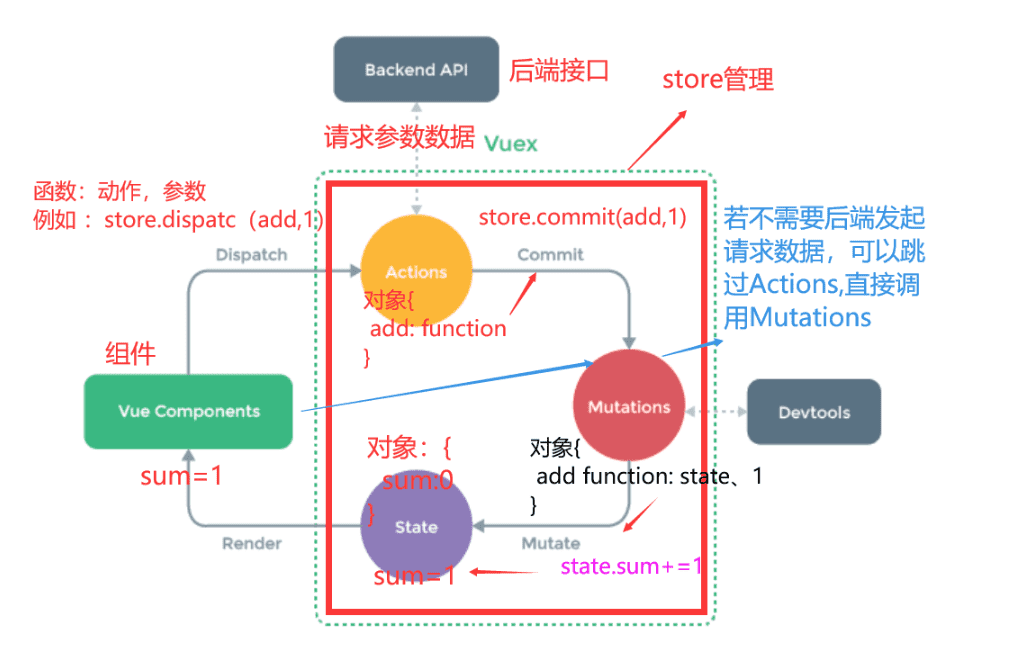 Backend API
后端接口
store管理
请求参数数据
Vuex
函数：动作，参数
例如 ：store.dispatc（add,1)
store.commit(add,1)
若不需要后端发起
请求数据，可以跳
过Actions,直接调
用Mutations
Dispatch
Actions
Commit
对象{
add: function
}
组件
Vue Components
Mutations
Devtools
对象：{
sum:0
}
对象{
add function: state、1
}
sum=1
State
Render
Mutate
sum=1
state.sum+=1